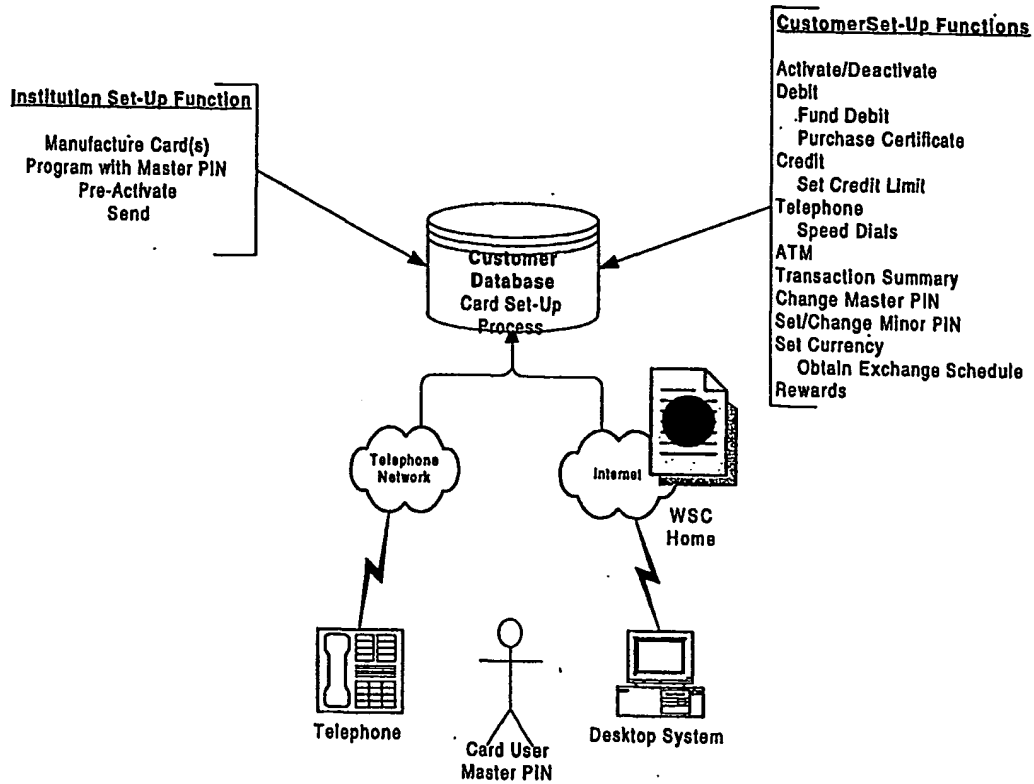 CustomerSet-Up Functions
Activate/Deactivate
Debit
Fund Debit
Purchase Certificate
Credit
Set Credit Limit
Telephone
Speed Dials
ATM
Transaction Summary
Change Master PIN
Set/Change Minor PIN
Set Currency
Obtain Exchange Schedule
Rewards
Institution Set-Up Function
Manufacture Card(s)
Program with Master PIN
Pre-Activate
Send
Customer
Database
Card Set-Up
Process
Telephone
Network
Internet
WSC
Home
Telephone
Card User
Master PIN
Desktop System